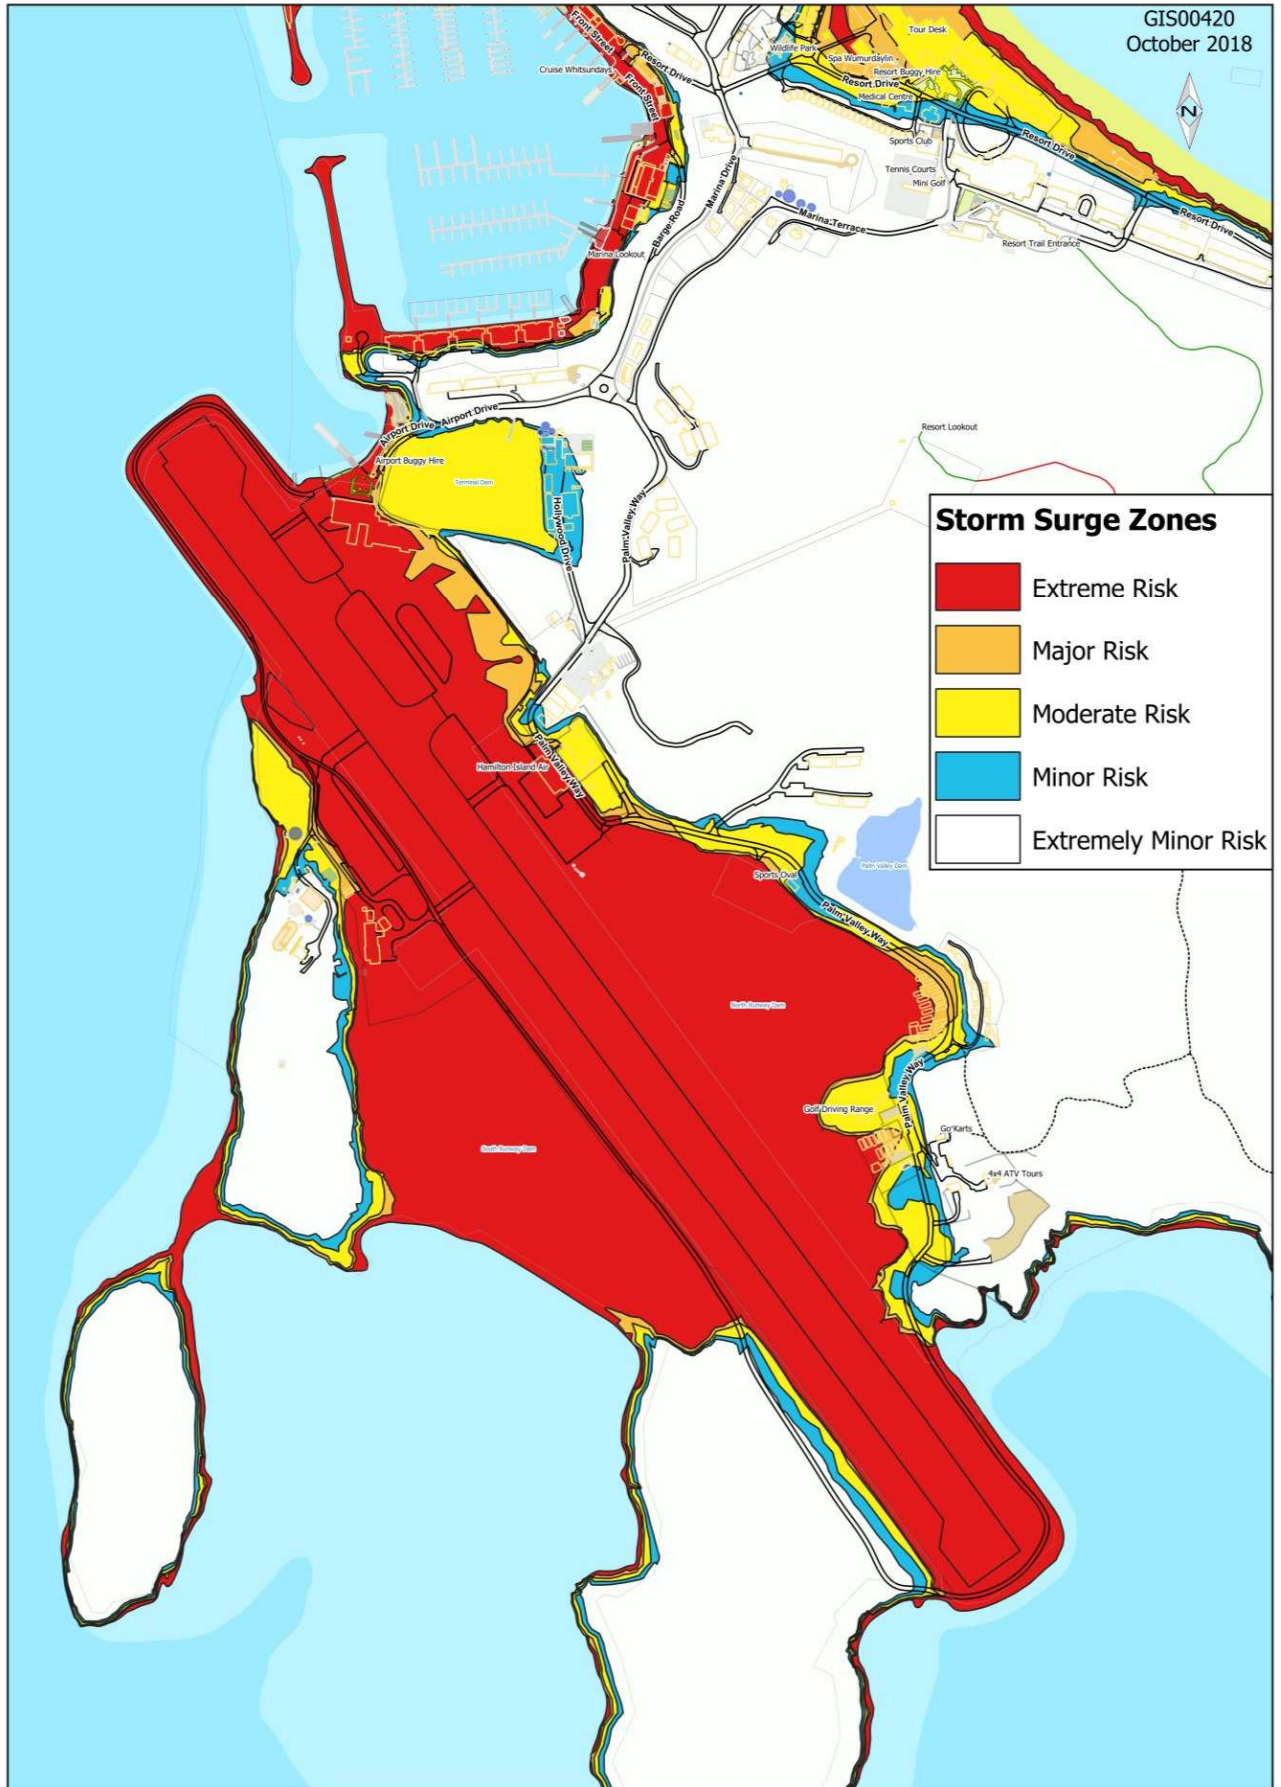 GIS00420
October 2018
N
Tour Desk
Front Street
Resort Drive
Wildlife Park
Spa Wumurdaylin
Cruise Whitsundays
Resort Buggy Hire
Front Street
Resort Drive
Medical Centre
Sports Club
Resort Drive
Tennis Courts
Mini Golf
Marina Drive
Barge Road
Marina Terrace
Resort Drive
Marina Lookout
Resort Trail Entrance
Airport Drive
Airport Drive
Resort Lookout
Airport Buggy Hire
Terminal Dam
Hollywood Drive
Palm Valley Way
Storm Surge Zones
Extreme Risk
Major Risk
Moderate Risk
Minor Risk
Extremely Minor Risk
Palm Valley Way
Hamilton Island Air
Palm Valley Dam
Sports Oval
Palm Valley Way
North Runway Dam
Palm Valley Way
Golf Driving Range
Go Karts
South Runway Dam
4x4 ATV Tours